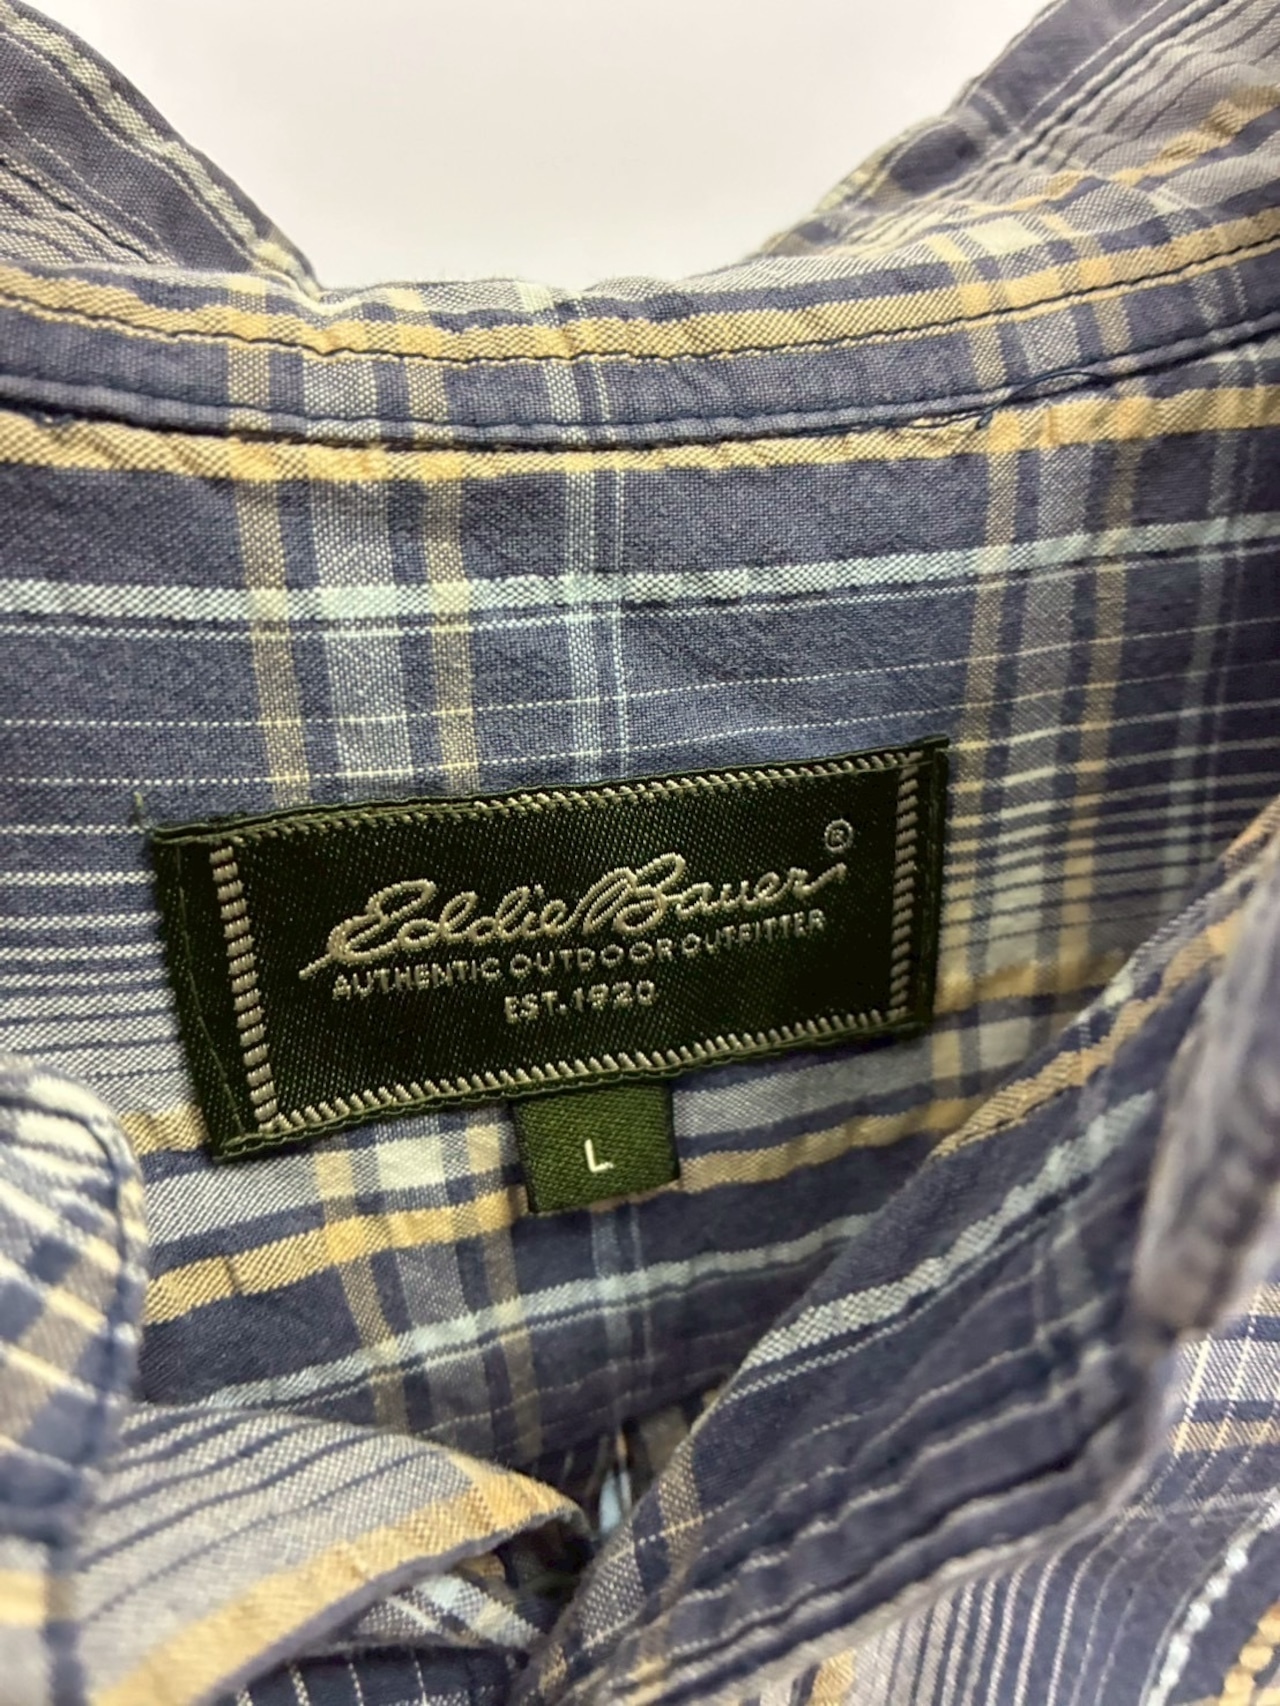 Eddie Bauer®
AUTHENTIC OUTDOOR OUTFITTER
EST. 1920
L